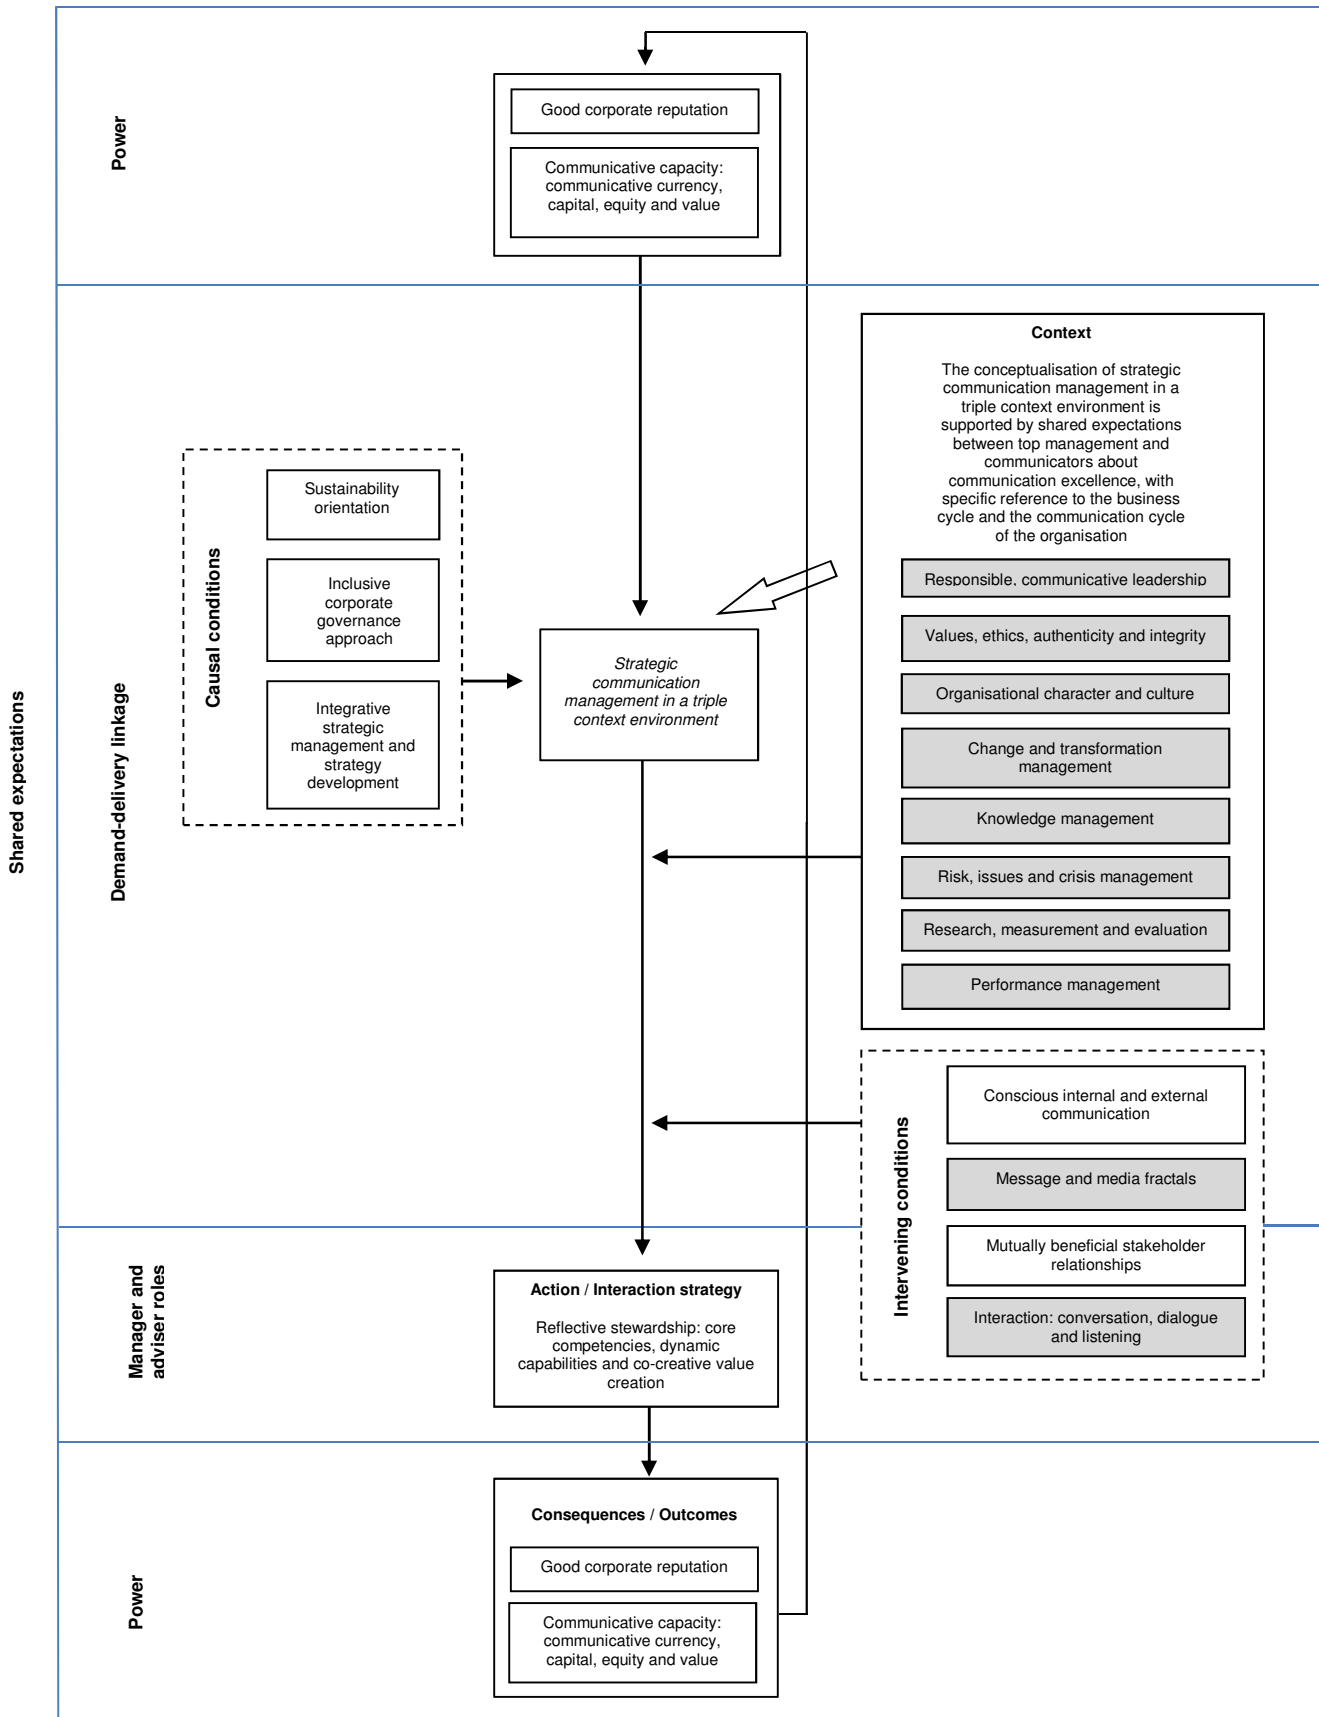 Shared expectations
Power
Good corporate reputation
Communicative capacity:
communicative currency,
capital, equity and value
Demand-delivery linkage
Causal conditions
Sustainability
orientation
Inclusive
corporate
governance
approach
Integrative
strategic
management and
strategy
development
Strategic
communication
management in a triple
context environment
Context
The conceptualisation of strategic
communication management in a
triple context environment is
supported by shared expectations
between top management and
communicators about
communication excellence, with
specific reference to the business
cycle and the communication cycle
of the organisation
Responsible, communicative leadership
Values, ethics, authenticity and integrity
Organisational character and culture
Change and transformation
management
Knowledge management
Risk, issues and crisis management
Research, measurement and evaluation
Performance management
Intervening conditions
Conscious internal and external
communication
Message and media fractals
Mutually beneficial stakeholder
relationships
Interaction: conversation, dialogue
and listening
Manager and
adviser roles
Action / Interaction strategy
Reflective stewardship: core
competencies, dynamic
capabilities and co-creative value
creation
Power
Consequences / Outcomes
Good corporate reputation
Communicative capacity:
communicative currency,
capital, equity and value